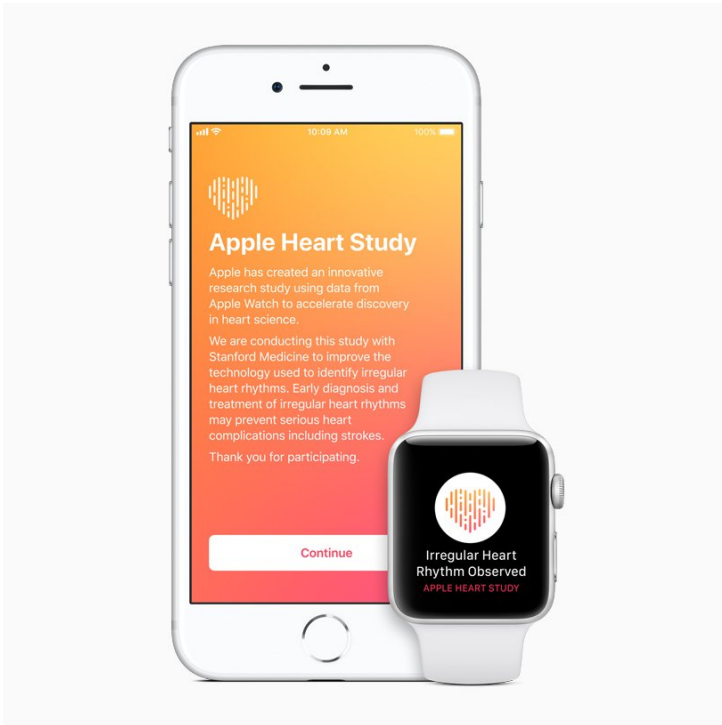 10:09 AM
100%
Apple Heart Study
Apple has created an innovative
research study using data from
Apple Watch to accelerate discovery
in heart science.
We are conducting this study with
Stanford Medicine to improve the
technology used to identify irregular
heart rhythms. Early diagnosis and
treatment of irregular heart rhythms
may prevent serious heart
complications including strokes.
Thank you for participating.
Continue
Irregular Heart
Rhythm Observed
APPLE HEART STUDY